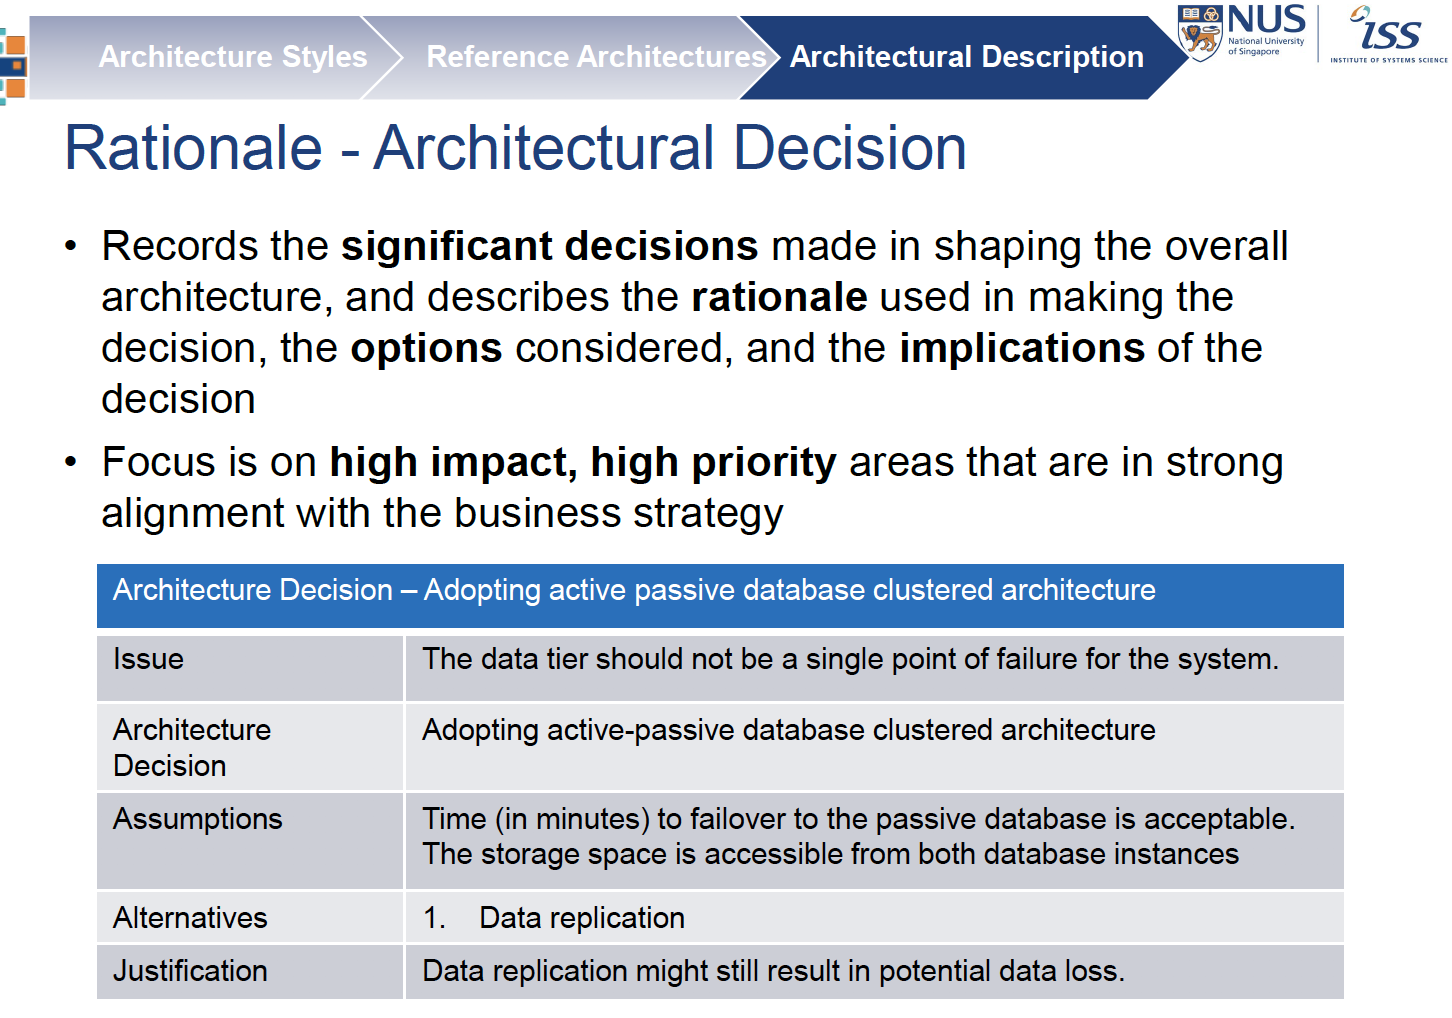 Architecture Styles
Reference Architectures
Architectural Description
NUS
National University
of Singapore
iss
INSTITUTE OF SYSTEMS SCIENCE
Rationale - Architectural Decision
• Records the significant decisions made in shaping the overall
architecture, and describes the rationale used in making the
decision, the options considered, and the implications of the
decision
• Focus is on high impact, high priority areas that are in strong
alignment with the business strategy
Architecture Decision – Adopting active passive database clustered architecture
Issue
The data tier should not be a single point of failure for the system.
Architecture
Decision
Adopting active-passive database clustered architecture
Assumptions
Time (in minutes) to failover to the passive database is acceptable.
The storage space is accessible from both database instances
Alternatives
1. Data replication
Justification
Data replication might still result in potential data loss.